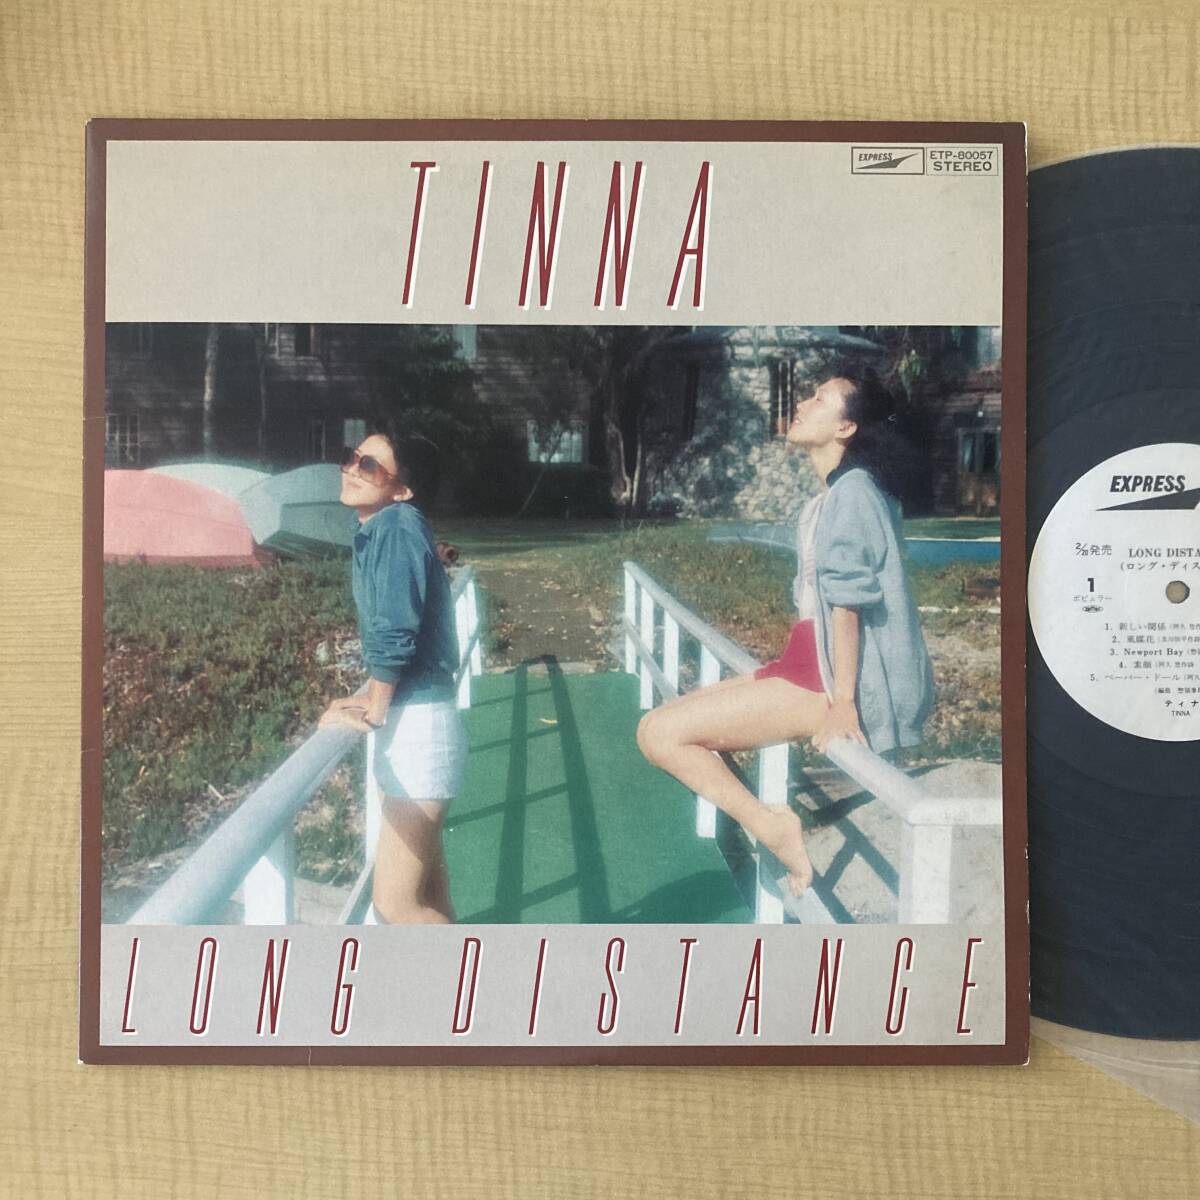 TINNA
EXPRESS
ETP-80057
STEREO
LONG DISTANCE
EXPRESS
2/20発売
LONG DISTA
(ロング・ディス
1
ポピュラー
1. 新しい関係
2. 風媒花
3. Newport Bay
4. 素顔
5. ペーパー・ドール
ティナ
TINNA